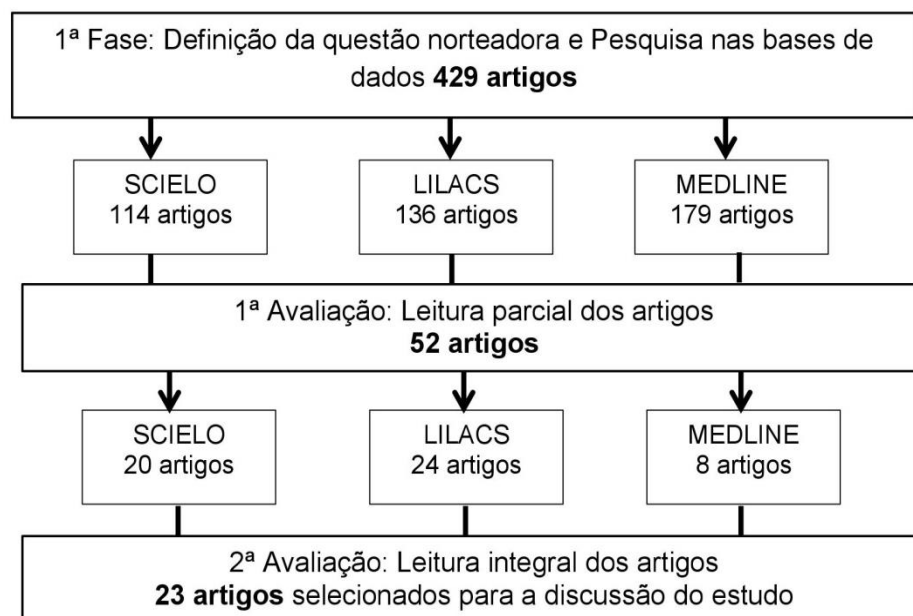 1ª Fase: Definição da questão norteadora e Pesquisa nas bases de
dados 429 artigos
SCIELO
114 artigos
LILACS
136 artigos
MEDLINE
179 artigos
1ª Avaliação: Leitura parcial dos artigos
52 artigos
SCIELO
20 artigos
LILACS
24 artigos
MEDLINE
8 artigos
2ª Avaliação: Leitura integral dos artigos
23 artigos selecionados para a discussão do estudo